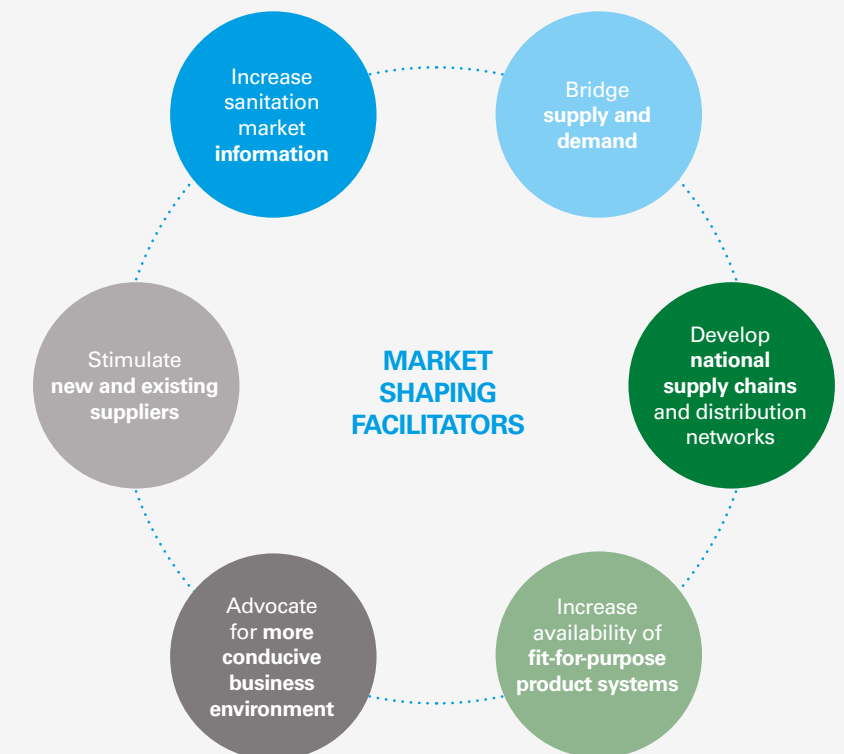 Increase
sanitation
market
information
Bridge
supply and
demand
Develop
national
supply chains
and distribution
networks
Increase
availability of
fit-for-purpose
product systems
Advocate
for more
conducive
business
environment
Stimulate
new and existing
suppliers
MARKET
SHAPING
FACILITATORS